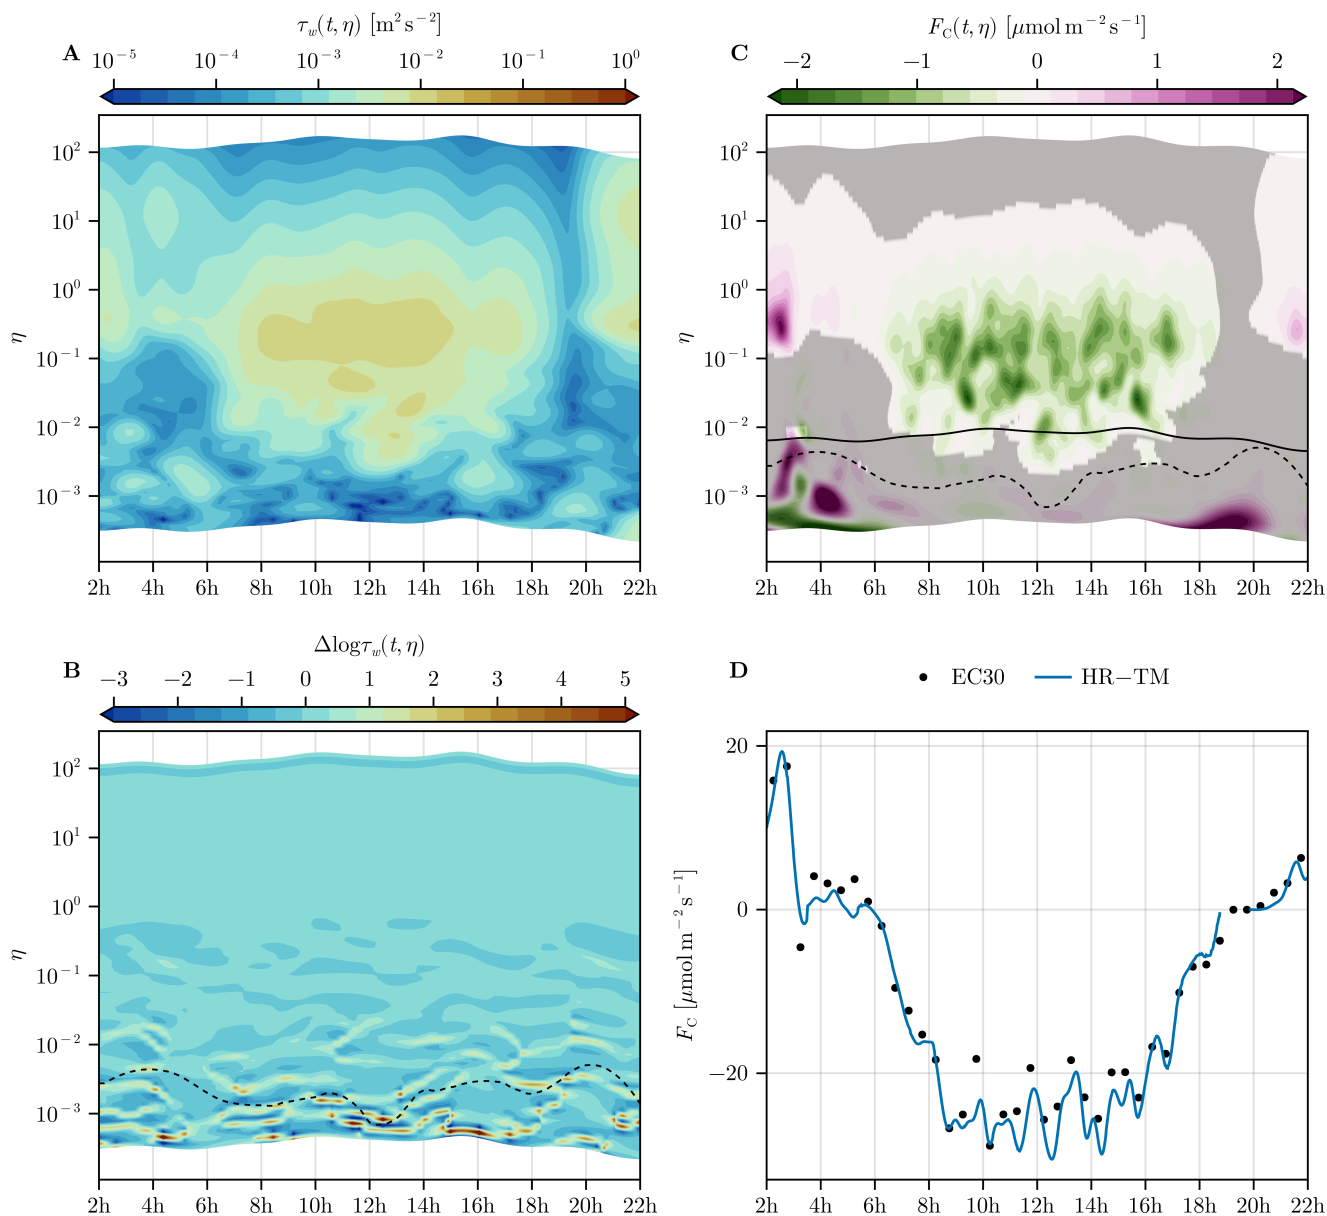 τ_w(t, η) [m² s⁻²]
A
10⁻⁵ 10⁻⁴ 10⁻³ 10⁻² 10⁻¹ 10⁰
10²
10¹
10⁰
10⁻¹
10⁻²
10⁻³
η
2h 4h 6h 8h 10h 12h 14h 16h 18h 20h 22h
F_C(t, η) [μmol m⁻² s⁻¹]
C
−2 −1 0 1 2
10²
10¹
10⁰
10⁻¹
10⁻²
10⁻³
η
2h 4h 6h 8h 10h 12h 14h 16h 18h 20h 22h
Δlogτ_w(t, η)
B
−3 −2 −1 0 1 2 3 4 5
10²
10¹
10⁰
10⁻¹
10⁻²
10⁻³
η
2h 4h 6h 8h 10h 12h 14h 16h 18h 20h 22h
D
EC30 HR−TM
20
0
−20
F_C [μmol m⁻² s⁻¹]
2h 4h 6h 8h 10h 12h 14h 16h 18h 20h 22h